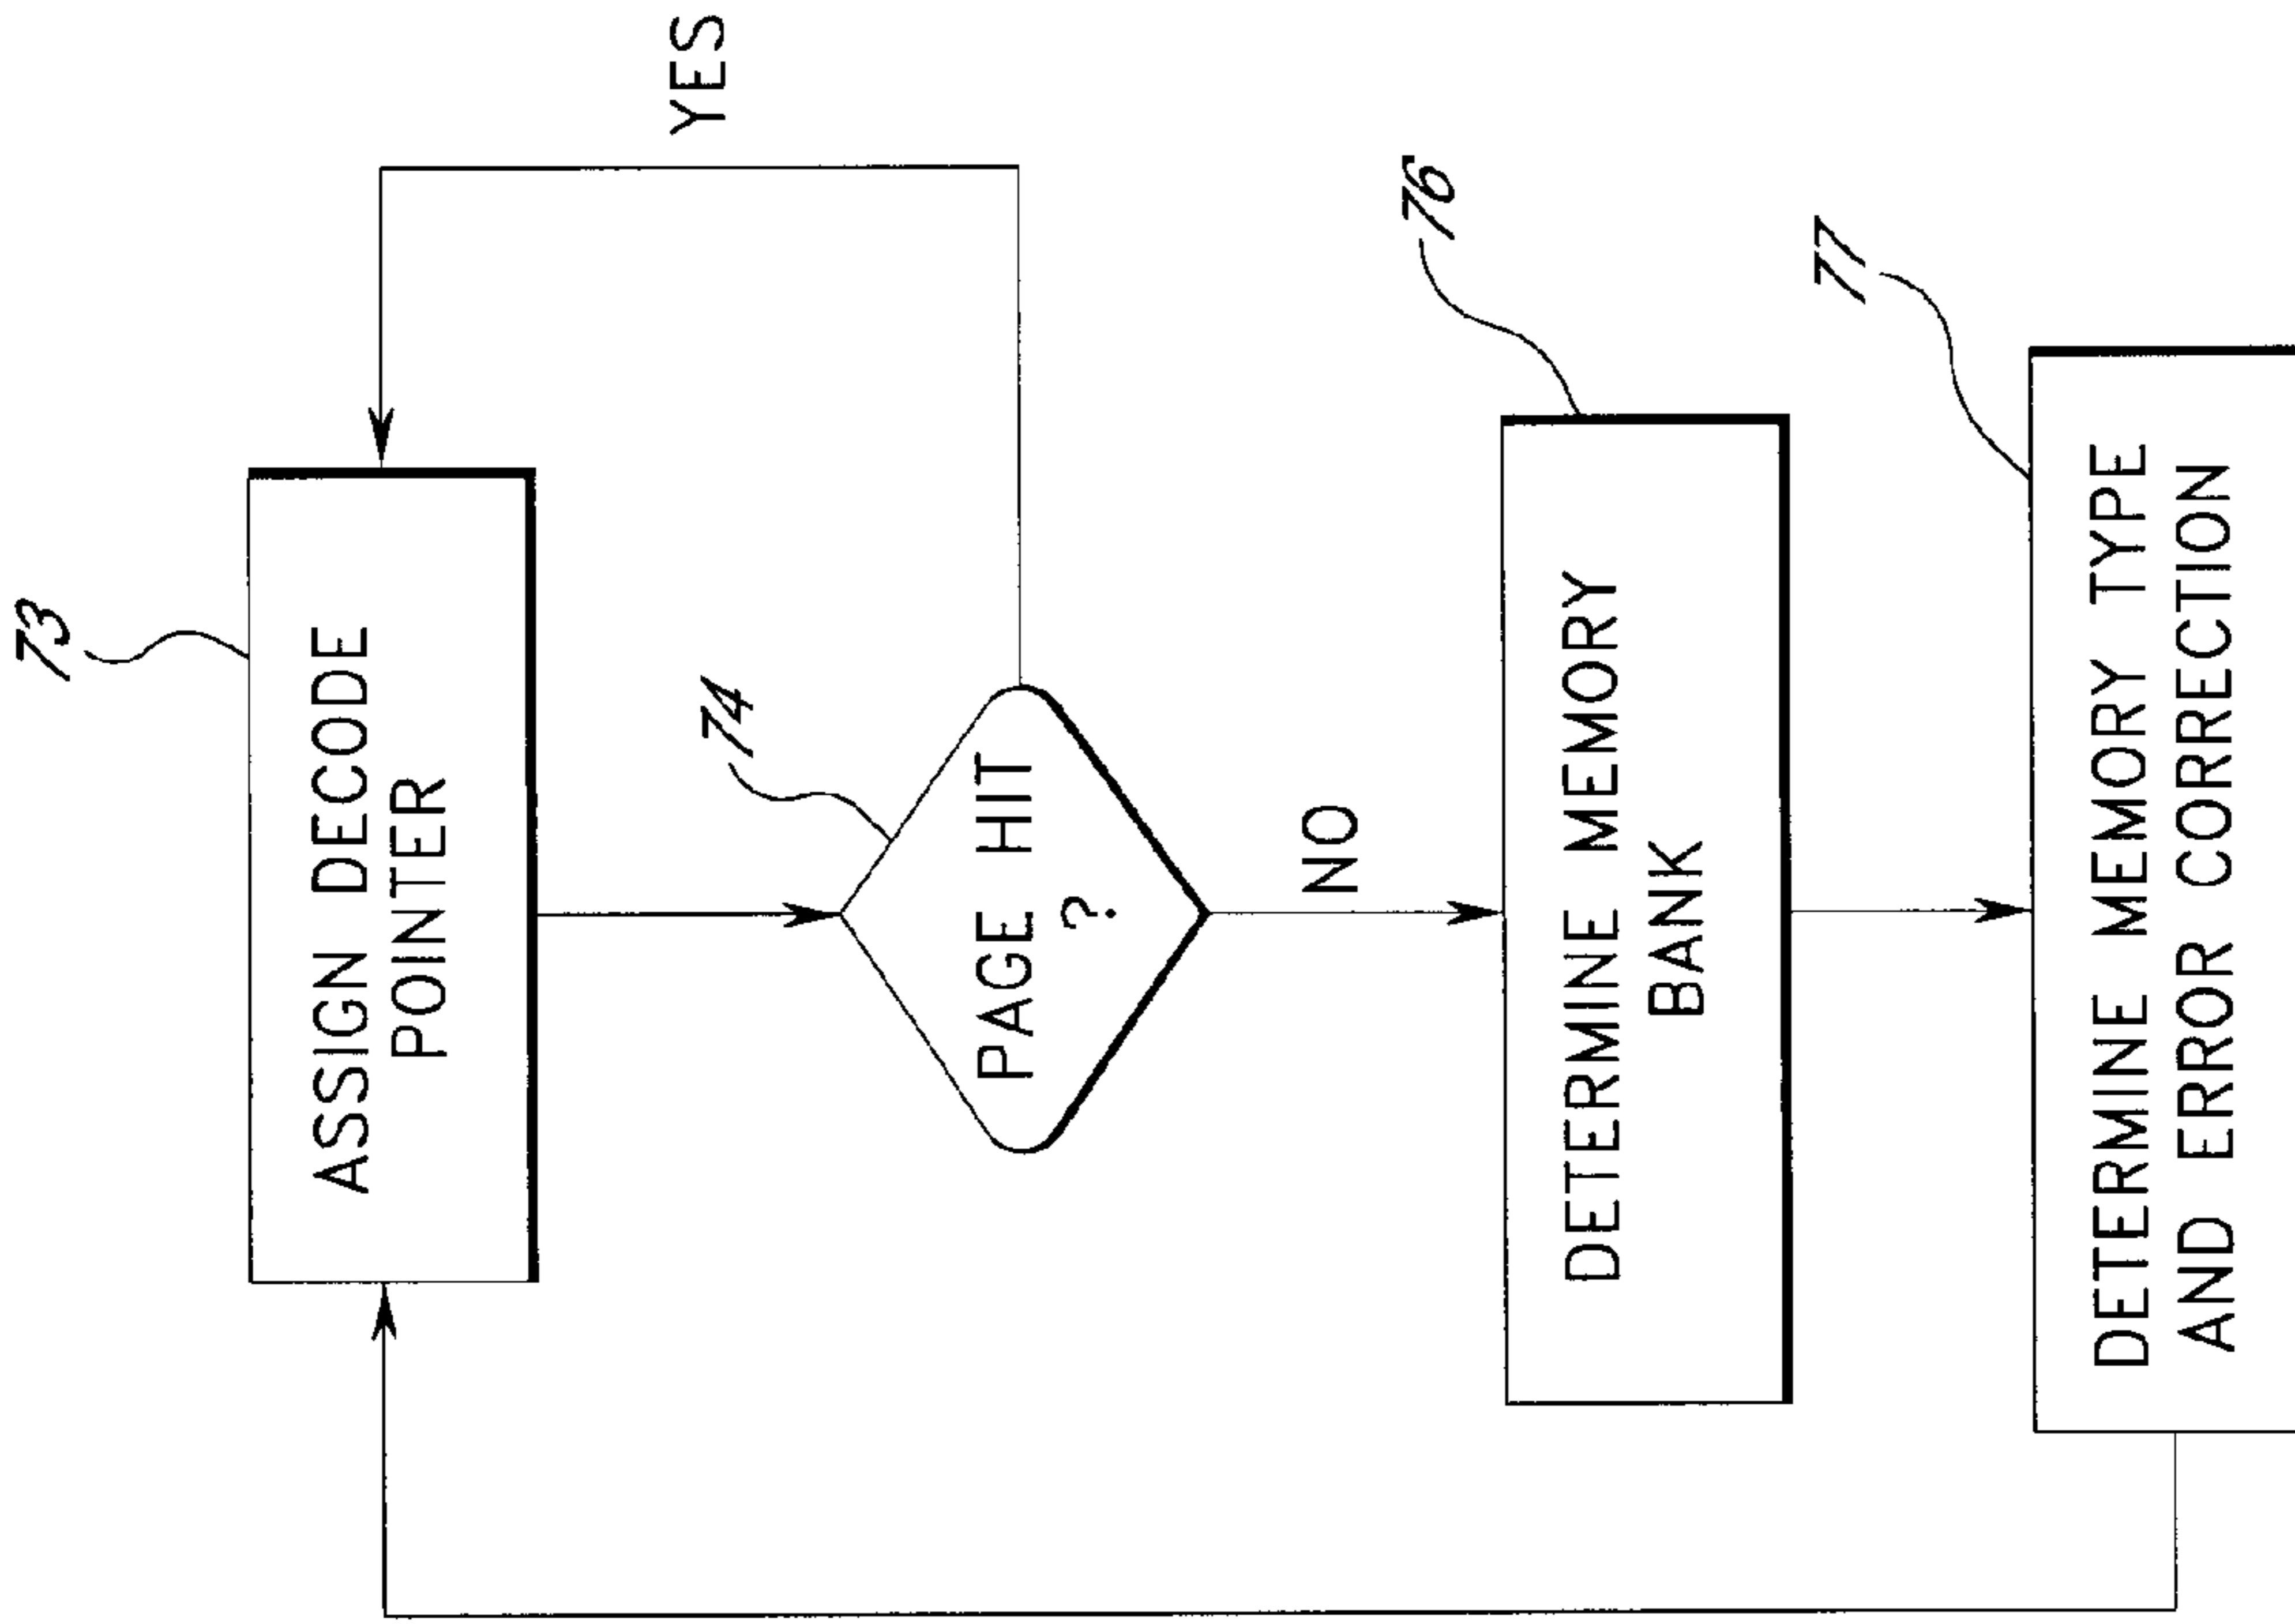 73
ASSIGN DECODE
POINTER
YES
74
PAGE HIT
?
NO
76
DETERMINE MEMORY
BANK
77
DETERMINE MEMORY TYPE
AND ERROR CORRECTION